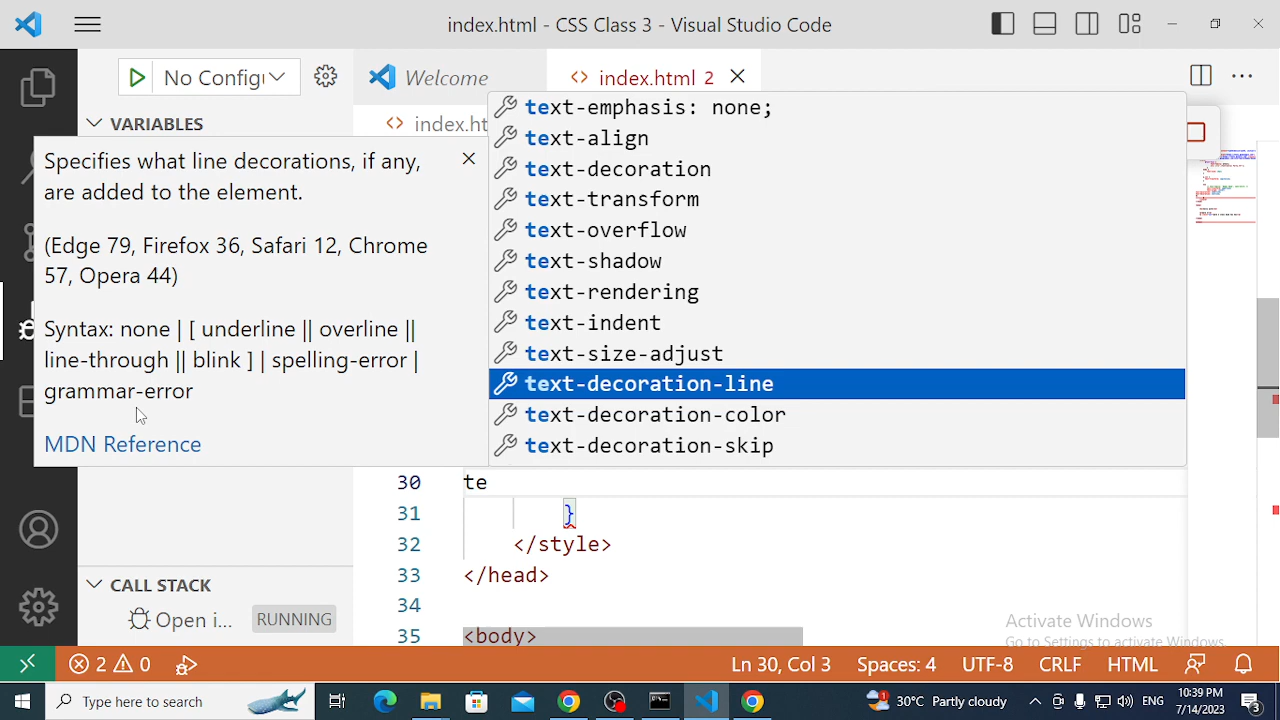 index.html - CSS Class 3 - Visual Studio Code
No Config
Welcome
index.html 2
VARIABLES
index.ht
Specifies what line decorations, if any,
are added to the element.
(Edge 79, Firefox 36, Safari 12, Chrome
57, Opera 44)
Syntax: none | [ underline || overline ||
line-through || blink ] | spelling-error |
grammar-error
MDN Reference
text-emphasis: none;
text-align
text-decoration
text-transform
text-overflow
text-shadow
text-rendering
text-indent
text-size-adjust
text-decoration-line
text-decoration-color
text-decoration-skip
30 te
31 }
32 </style>
33 </head>
34
35 <body>
CALL STACK
Open i... RUNNING
Activate Windows
Go to Settings to activate Windows.
2 0 Ln 30, Col 3 Spaces: 4 UTF-8 CRLF HTML
Type here to search
30°C Partly cloudy
ENG
10:39 PM
7/14/2023
3